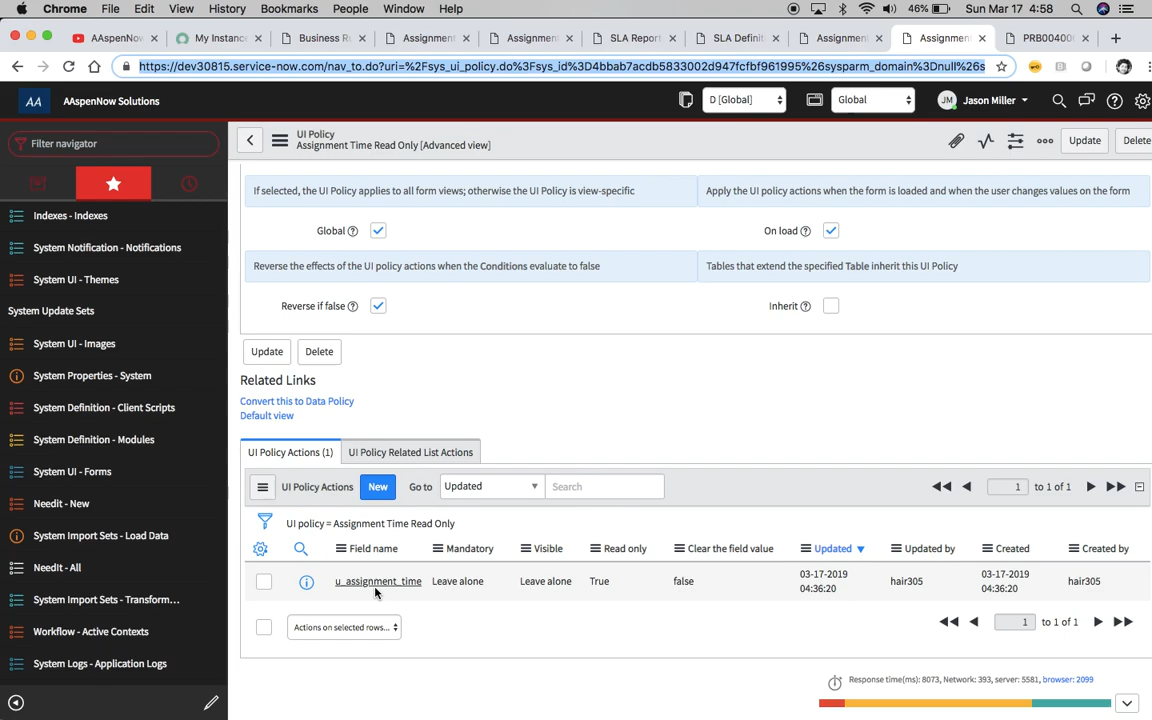 Chrome File Edit View History Bookmarks People Window Help 46% Sun Mar 17 4:58
AAspenNow My Instance Business Ru Assignment Assignment SLA Report SLA Definit Assignment Assignment PRB00400
https://dev30815.service-now.com/nav_to.do?uri=%2Fsys_ui_policy.do%3Fsys_id%3D4bbab7acdb5833002d947fcfbf961995%26sysparm_domain%3Dnull%26s
AA AAspenNow Solutions D [Global] Global JM Jason Miller
Filter navigator
UI Policy
Assignment Time Read Only [Advanced view]
Update Delete
Indexes - Indexes
System Notification - Notifications
System UI - Themes
System Update Sets
System UI - Images
System Properties - System
System Definition - Client Scripts
System Definition - Modules
System UI - Forms
Needit - New
System Import Sets - Load Data
NeedIt - All
System Import Sets - Transform...
Workflow - Active Contexts
System Logs - Application Logs
If selected, the UI Policy applies to all form views; otherwise the UI Policy is view-specific
Apply the UI policy actions when the form is loaded and when the user changes values on the form
Global On load
Reverse the effects of the UI policy actions when the Conditions evaluate to false
Tables that extend the specified Table inherit this UI Policy
Reverse if false Inherit
Update Delete
Related Links
Convert this to Data Policy
Default view
UI Policy Actions (1) UI Policy Related List Actions
UI Policy Actions New Go to Updated Search 1 to 1 of 1
UI policy = Assignment Time Read Only
Field name Mandatory Visible Read only Clear the field value Updated Updated by Created Created by
u_assignment_time Leave alone Leave alone True false 03-17-2019 04:36:20 hair305 03-17-2019 04:36:20 hair305
Actions on selected rows... 1 to 1 of 1
Response time(ms): 8073, Network: 393, server: 5581, browser: 2099